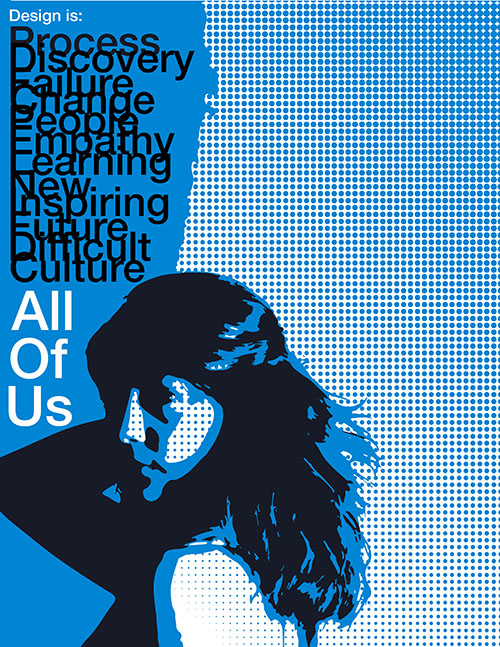 Design is:
Process
Discovery
Failure
Change
People
Empathy
Learning
New
Inspiring
Future
Difficult
Culture
All
Of
Us